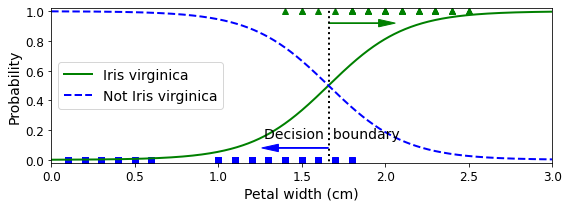 1.0
0.8
0.6
0.4
0.2
0.0
Probability
Iris virginica
Not Iris virginica
Decision boundary
0.0 0.5 1.0 1.5 2.0 2.5 3.0
Petal width (cm)